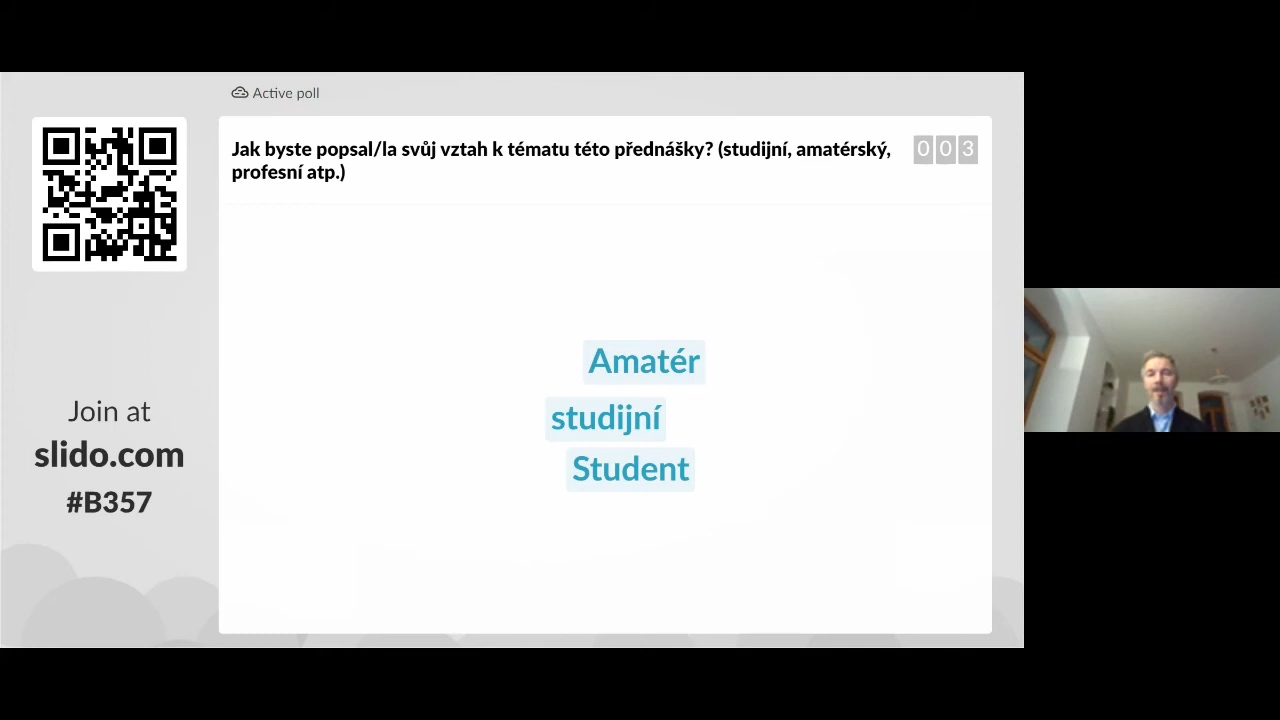 Active poll
Jak byste popsal/la svůj vztah k tématu této přednášky? (studijní, amatérský,
profesní atp.)
003
Amatér
studijní
Student
Join at
slido.com
#B357